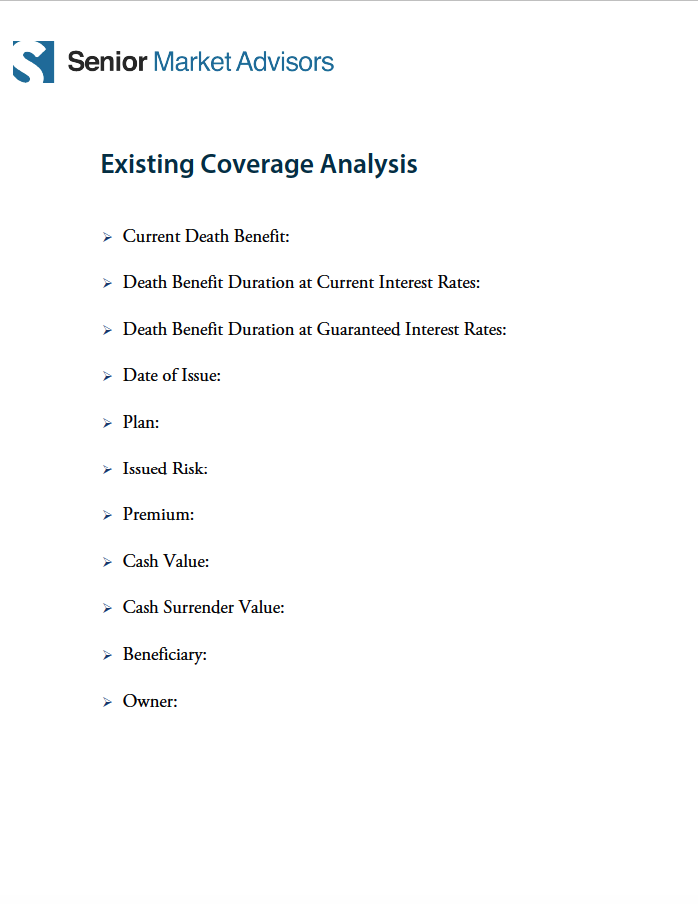 Senior Market Advisors
Existing Coverage Analysis
➢ Current Death Benefit:
➢ Death Benefit Duration at Current Interest Rates:
➢ Death Benefit Duration at Guaranteed Interest Rates:
➢ Date of Issue:
➢ Plan:
➢ Issued Risk:
➢ Premium:
➢ Cash Value:
➢ Cash Surrender Value:
➢ Beneficiary:
➢ Owner: